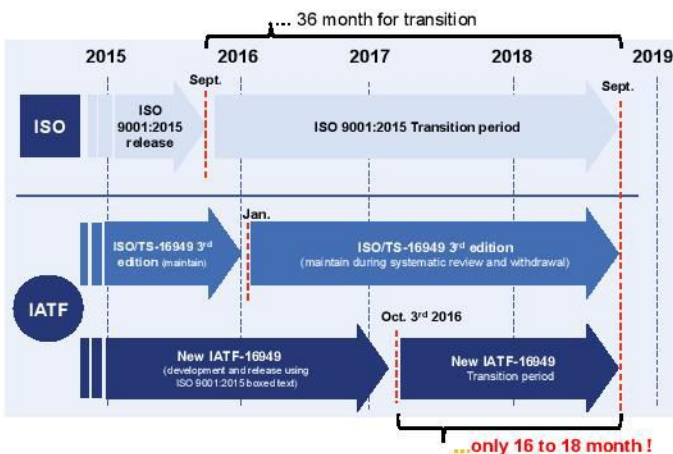 ... 36 month for transition
2015 2016 2017 2018 2019
Sept.
Sept.
ISO
ISO
9001:2015
release
ISO 9001:2015 Transition period
Jan.
ISO/TS-16949 3rd
edition (maintain)
ISO/TS-16949 3rd edition
(maintain during systematic review and withdrawal)
IATF
Oct. 3rd 2016
New IATF-16949
(development and release using
ISO 9001:2015 boxed text)
New IATF-16949
Transition period
...only 16 to 18 month !